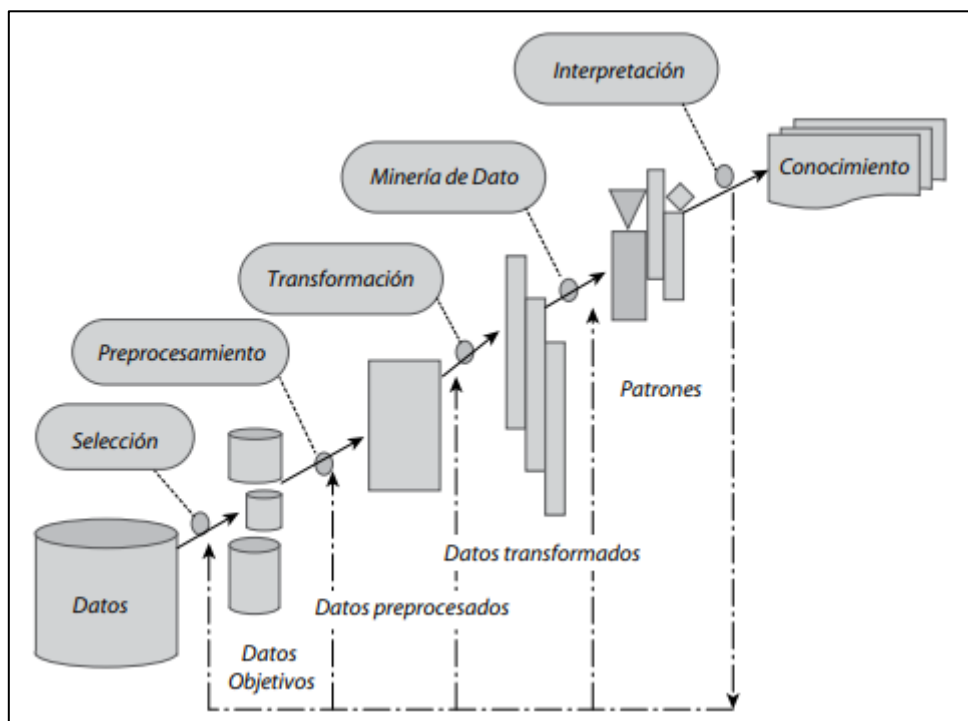 Interpretación
Conocimiento
Minería de Dato
Transformación
Preprocesamiento
Patrones
Selección
Datos transformados
Datos
Datos preprocesados
Datos
Objetivos